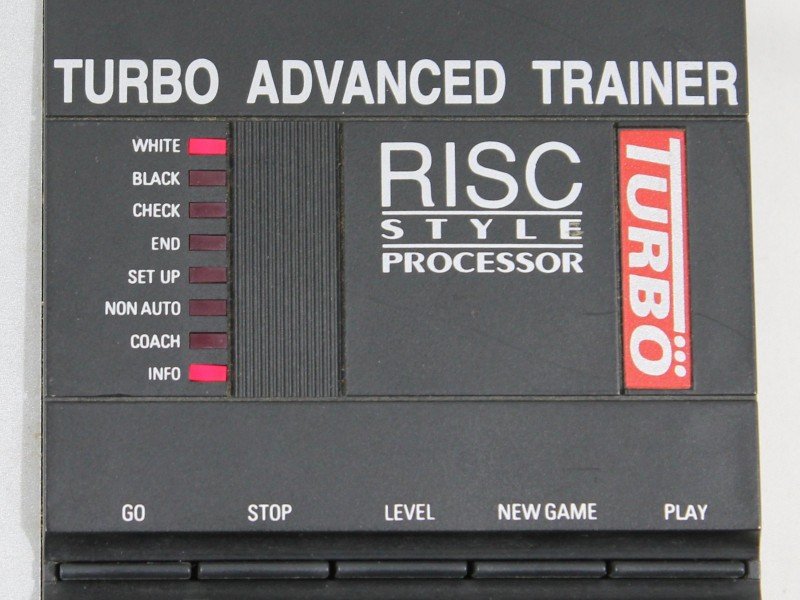 TURBO ADVANCED TRAINER
WHITE
BLACK
CHECK
END
SET UP
NON AUTO
COACH
INFO
RISC
STYLE
PROCESSOR
TURBO
GO STOP LEVEL NEW GAME PLAY